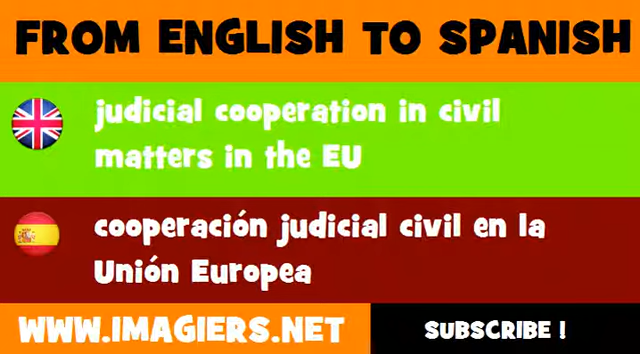 FROM ENGLISH TO SPANISH
judicial cooperation in civil
matters in the EU
cooperación judicial civil en la
Unión Europea
WWW.IMAGIERS.NET
SUBSCRIBE !